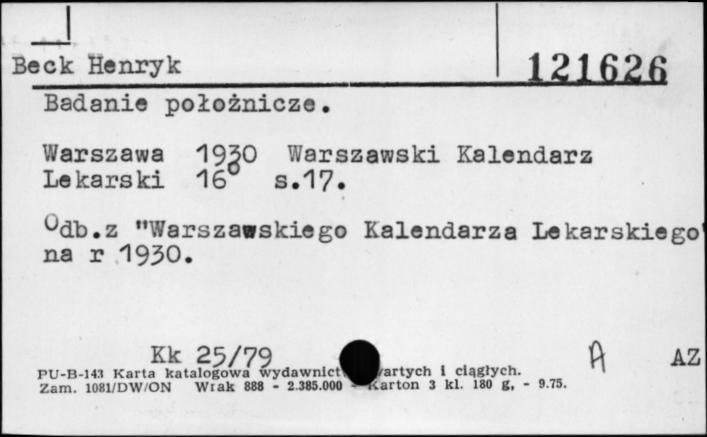 Beck Henryk 121626
Badanie położnicze.
Warszawa 1930 Warszawski Kalendarz
Lekarski 16° s.17.
Odb.z "Warszawskiego Kalendarza Lekarskiego"
na r 1930.
Kk 25/79 A AZ
PU-B-143 Karta katalogowa wydawnict artych i ciągłych.
Zam. 1081/DW/ON Wrak 888 - 2.385.000 - Karton 3 kl. 180 g, - 9.75.